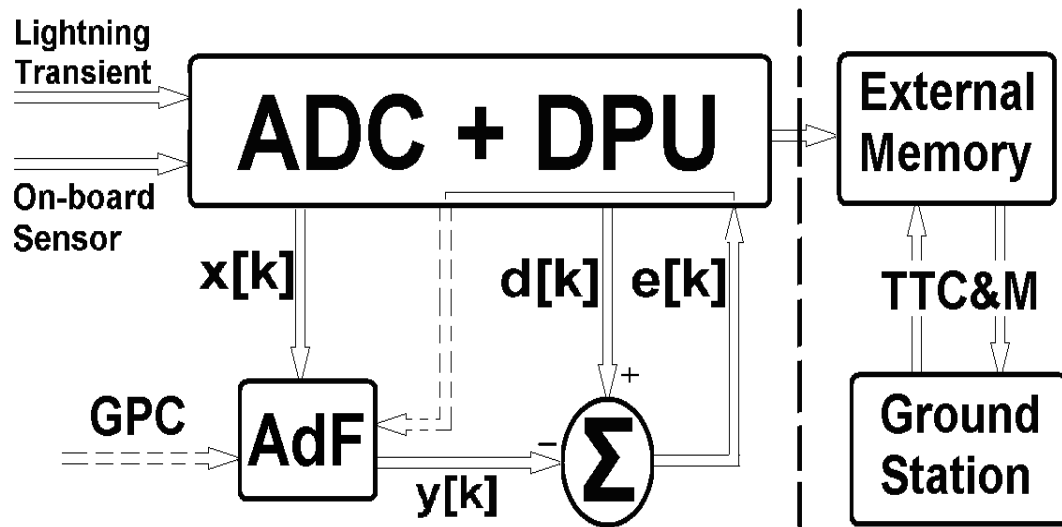 Lightning
Transient
On-board
Sensor
ADC + DPU
External
Memory
x[k]
d[k]
e[k]
TTC&M
+
GPC
AdF
y[k]
−
Σ
Ground
Station